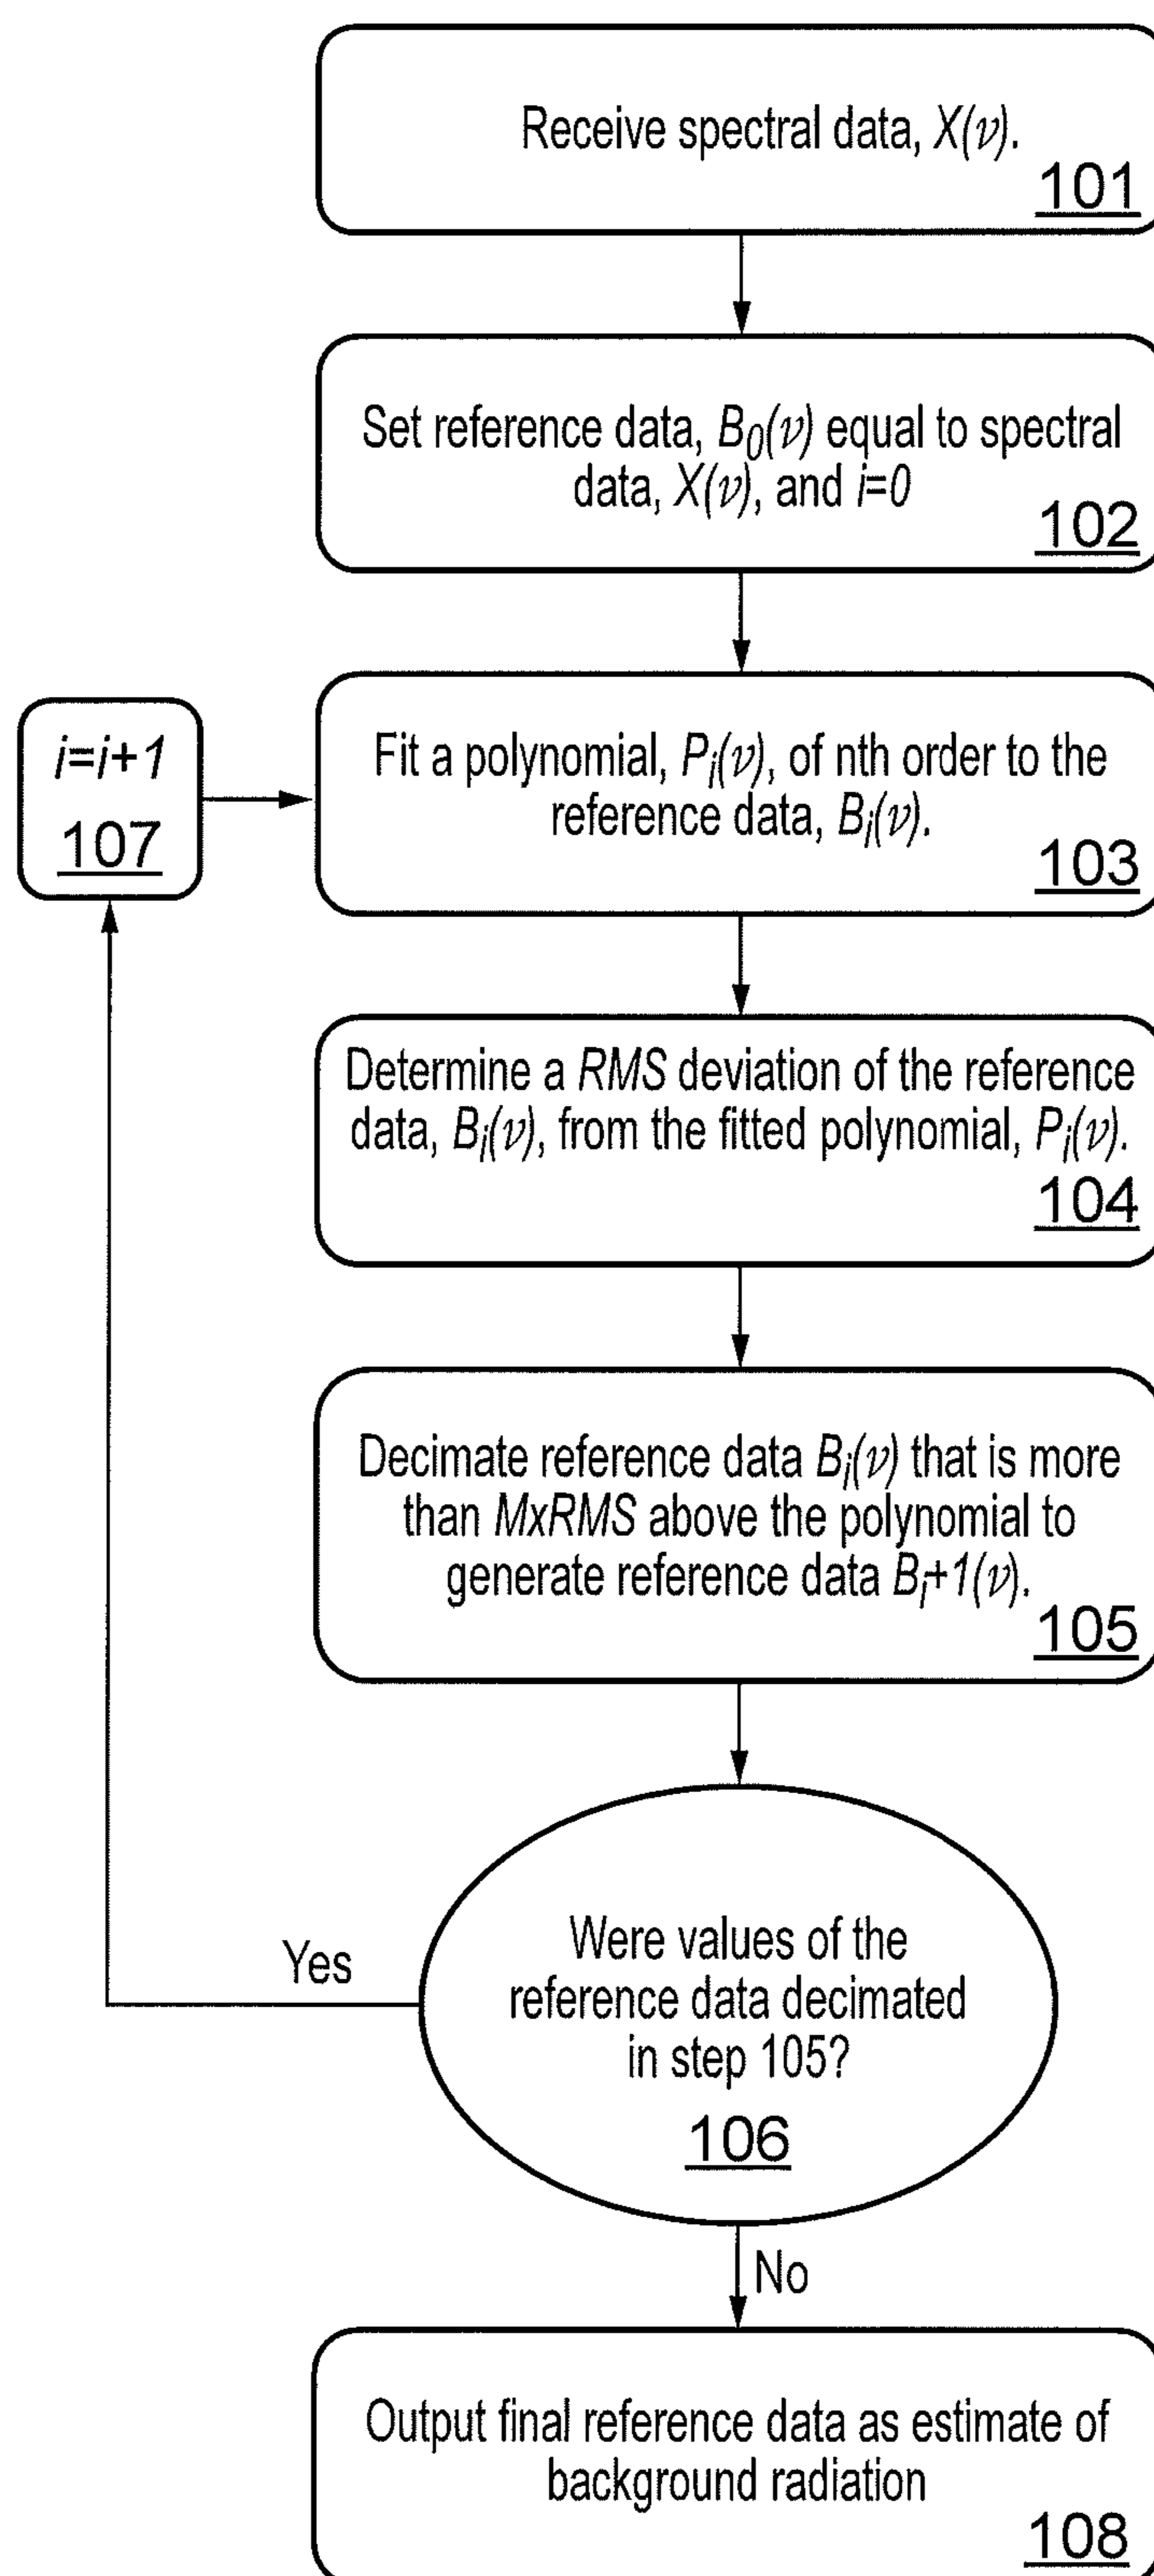 Receive spectral data, X(ν).
101
Set reference data, B₀(ν) equal to spectral
data, X(ν), and i=0
102
i=i+1
107
Fit a polynomial, Pᵢ(ν), of nth order to the
reference data, Bᵢ(ν).
103
Determine a RMS deviation of the reference
data, Bᵢ(ν), from the fitted polynomial, Pᵢ(ν).
104
Decimate reference data Bᵢ(ν) that is more
than MxRMS above the polynomial to
generate reference data Bᵢ+1(ν).
105
Were values of the
reference data decimated
in step 105?
106
Yes
No
Output final reference data as estimate of
background radiation
108